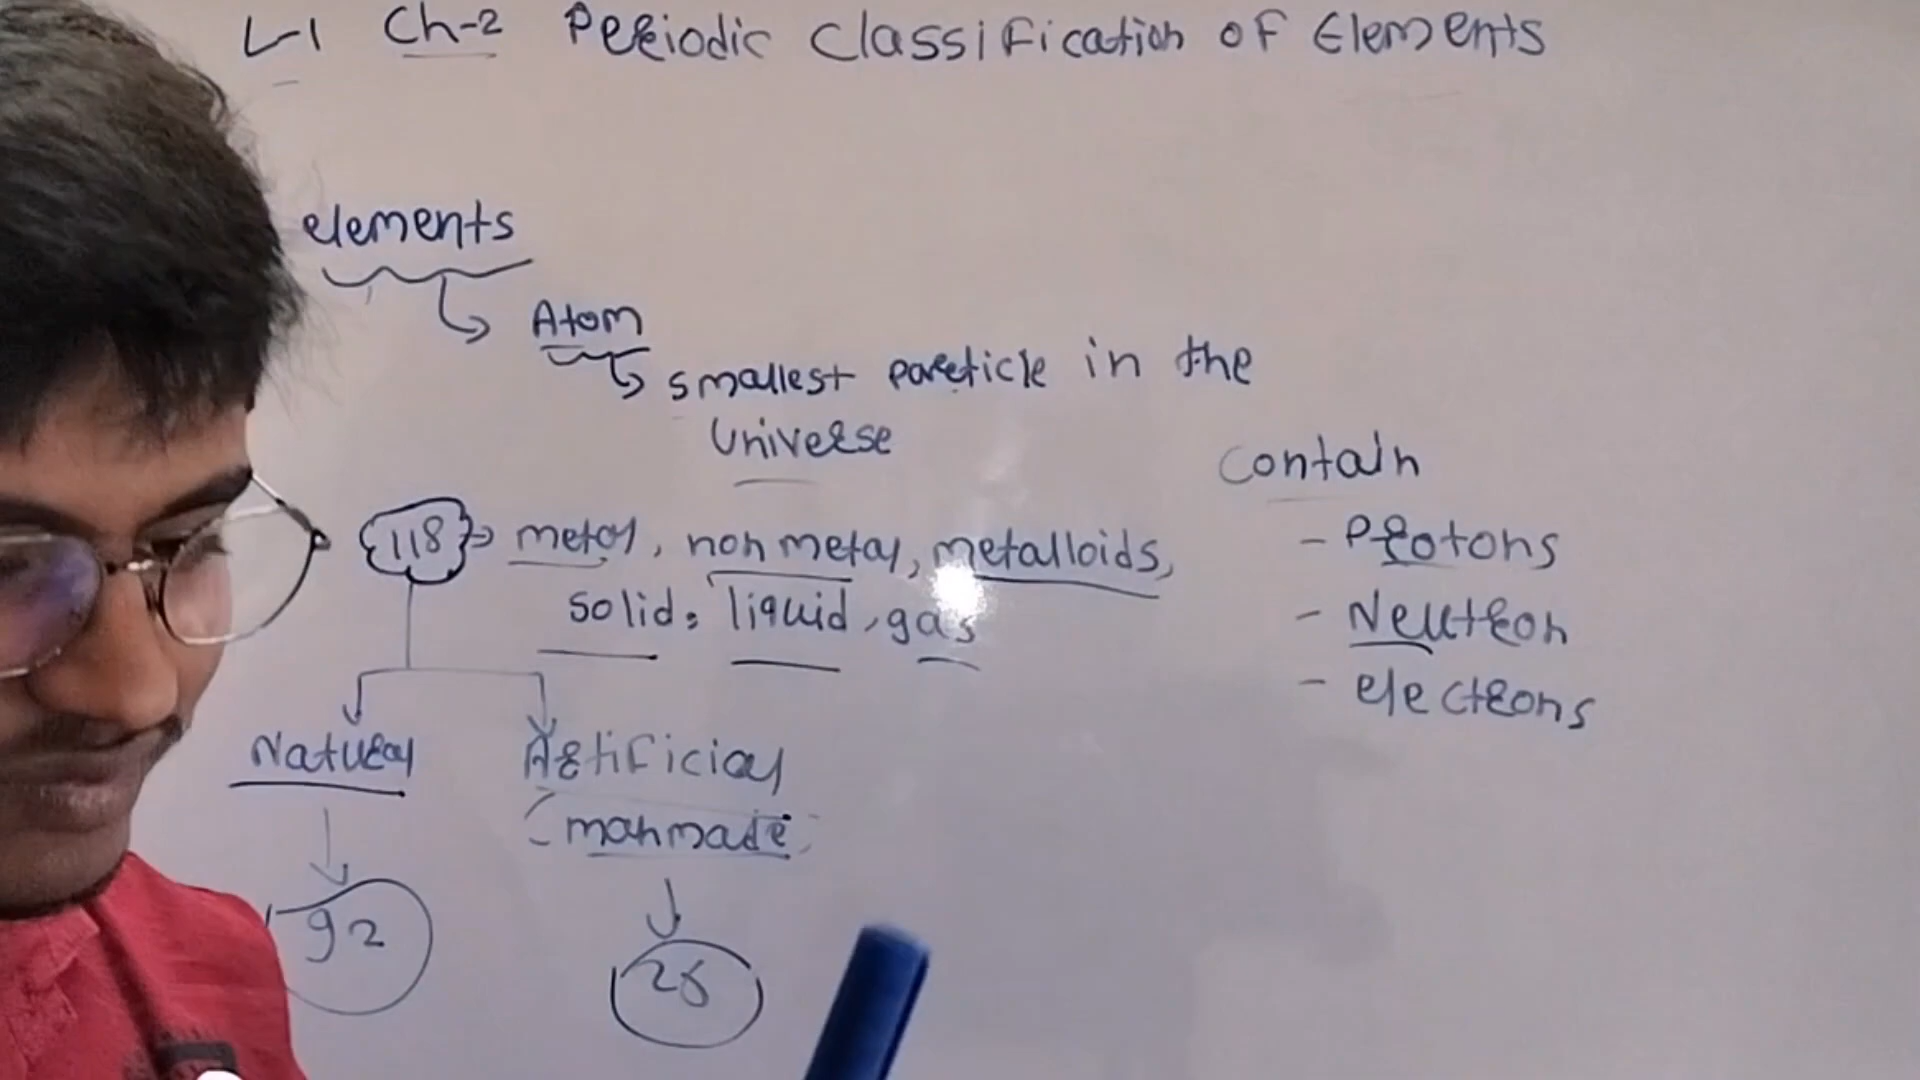 L-1 Ch-2 Periodic Classification of Elements
elements
Atom
smallest particle in the
Universe
118 metal, non metal, metalloids,
solid, liquid, gas
Contain
- Protons
- Neutron
- electrons
Natural
Artificial
(manmade)
92
26